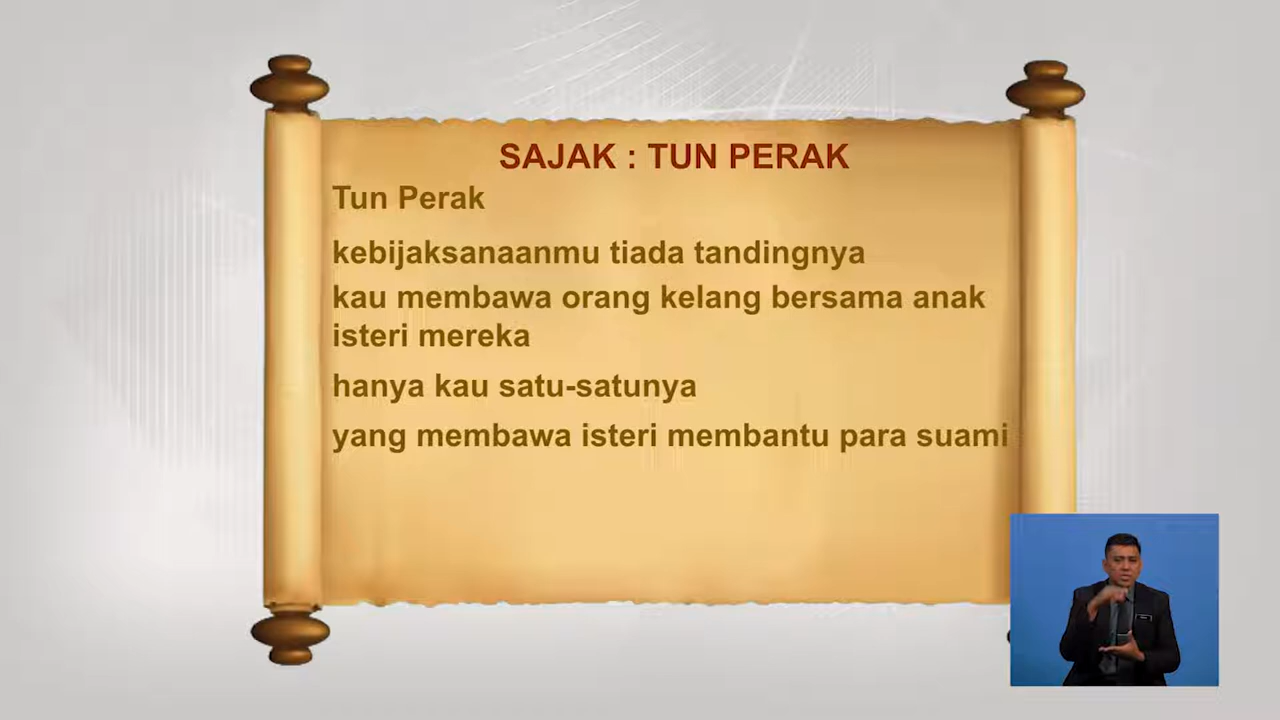 SAJAK : TUN PERAK
Tun Perak
kebijaksanaanmu tiada tandingnya
kau membawa orang kelang bersama anak
isteri mereka
hanya kau satu-satunya
yang membawa isteri membantu para suami